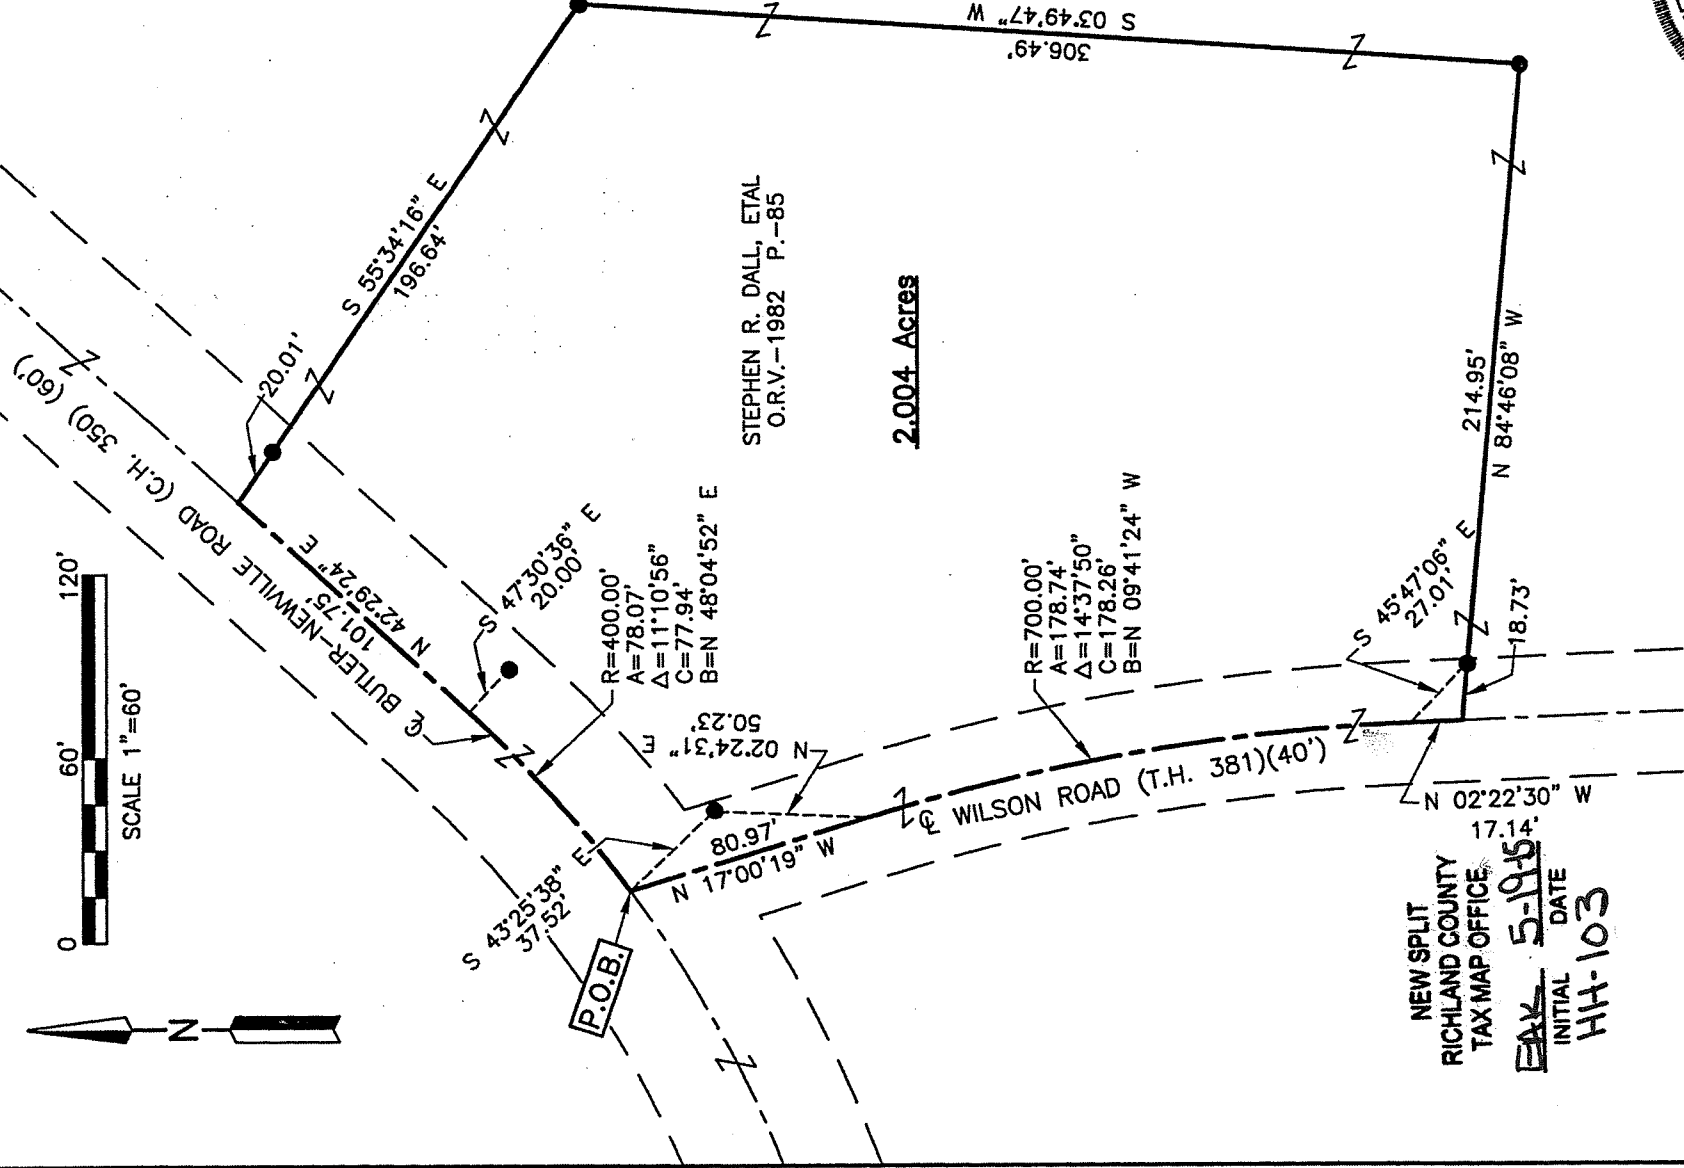 0 60' 120'
SCALE 1"=60'
N
S 03°49'47" W
306.49'
S 55°34'16" E
196.64'
20.01'
℄ BUTLER-NEWVILLE ROAD (C.H. 350) (60')
N 42°29'24" E
101.75'
STEPHEN R. DALL, ETAL
O.R.V.-1982 P.-85
2.004 Acres
S 47°30'36" E
20.00'
R=400.00'
A=78.07'
△=11°10'56"
C=77.94'
B=N 48°04'52" E
N 02°24'31" E
50.23'
R=700.00'
A=178.74'
△=14°37'50"
C=178.26'
B=N 09°41'24" W
S 43°25'38" E
37.52'
P.O.B.
80.97'
N 17°00'19" W
℄ WILSON ROAD (T.H. 381)(40')
S 45°47'06" E
27.01'
214.95'
N 84°46'08" W
18.73'
N 02°22'30" W
17.14'
NEW SPLIT
RICHLAND COUNTY
TAX MAP OFFICE
EAK 5-19-15
INITIAL DATE
HH-103